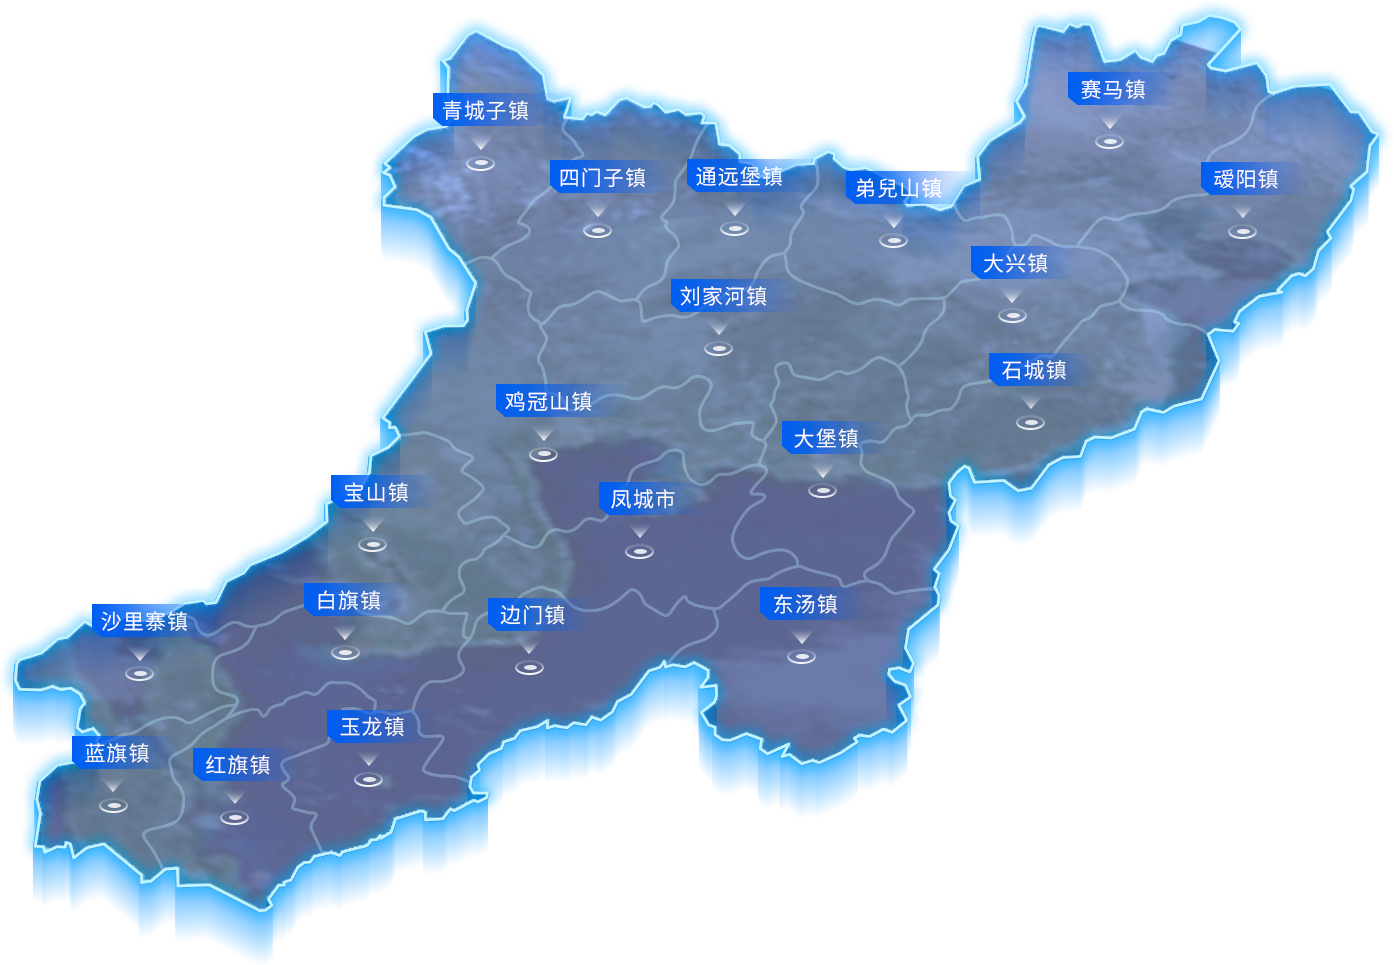 赛马镇
青城子镇
四门子镇
通远堡镇
弟兒山镇
叆阳镇
大兴镇
刘家河镇
石城镇
鸡冠山镇
大堡镇
宝山镇
凤城市
白旗镇
边门镇
东汤镇
沙里寨镇
玉龙镇
蓝旗镇
红旗镇